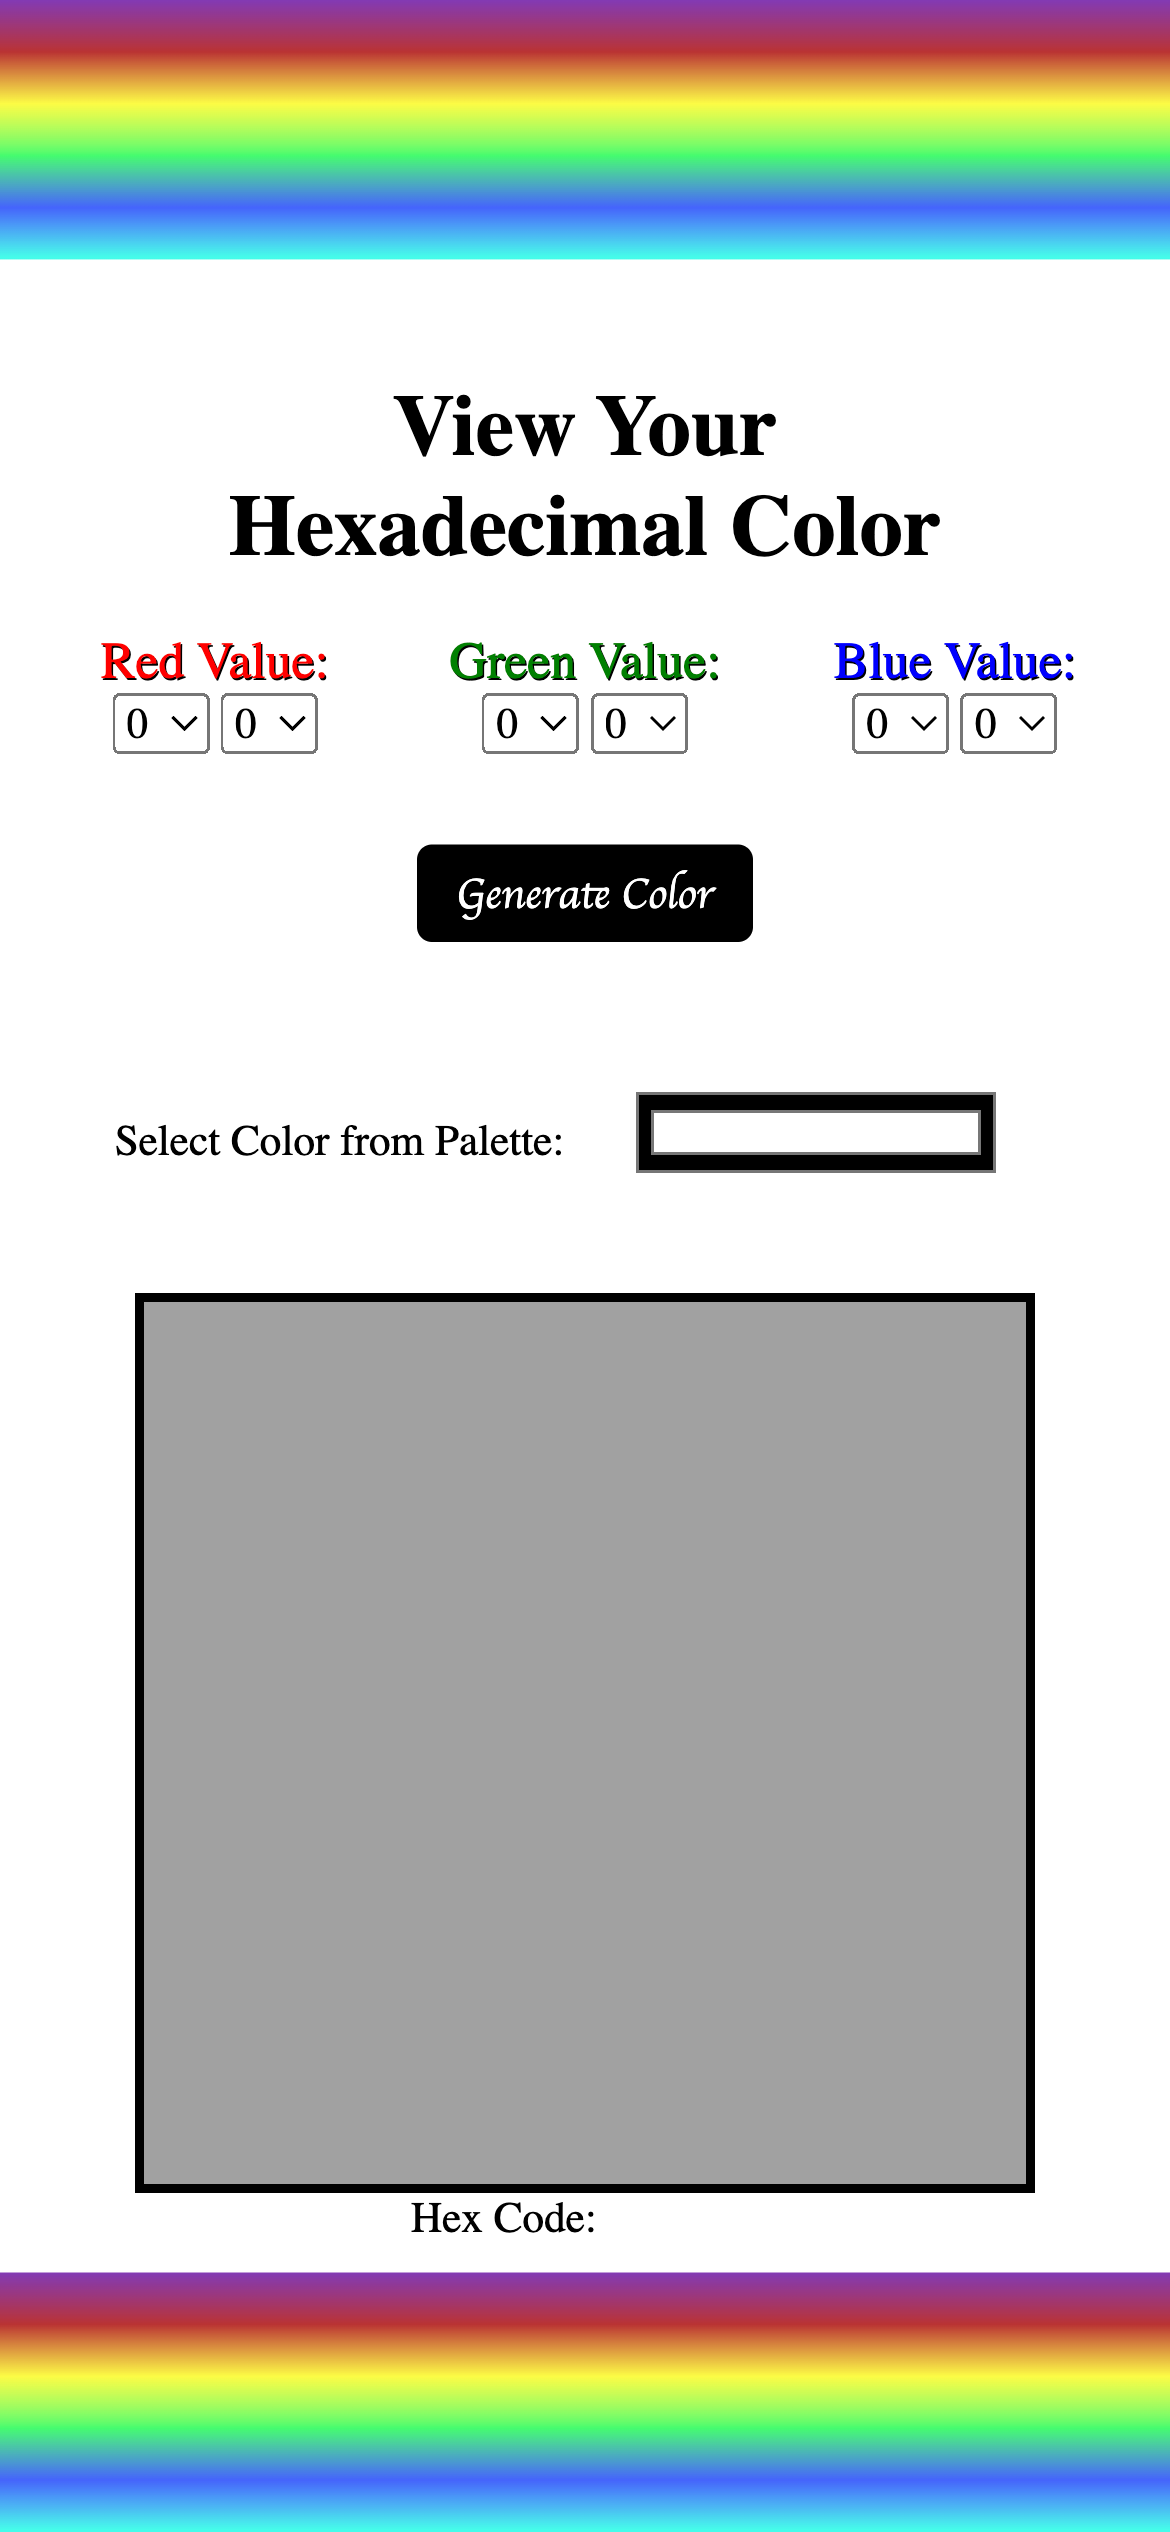 View Your
Hexadecimal Color
Red Value: Green Value: Blue Value:
0 0 0 0 0 0
Generate Color
Select Color from Palette:
Hex Code: